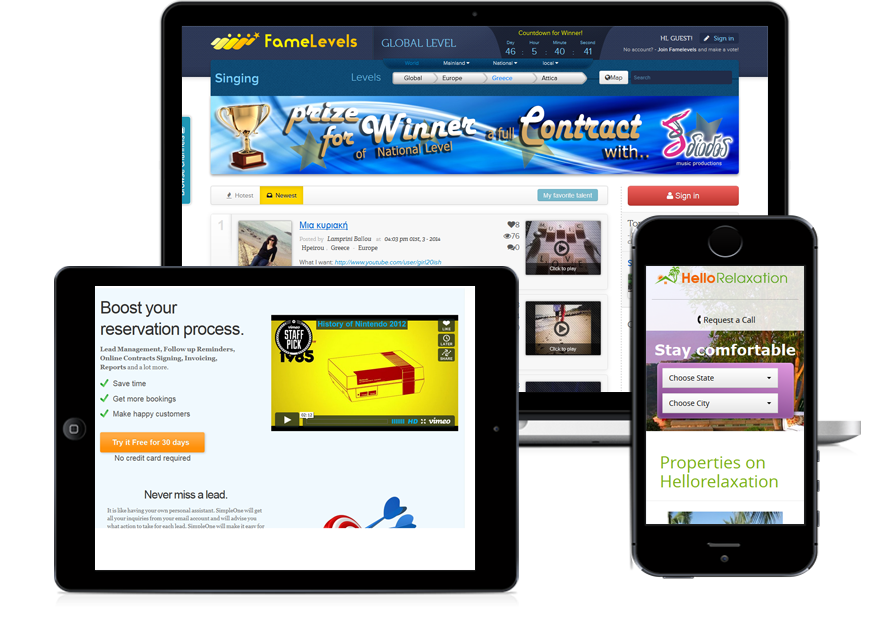 FameLevels
GLOBAL LEVEL
Countdown for Winner!
Day Hour Minute Second
46 : 5 : 40 : 41
HI, GUEST! Sign in
No account? - Join Famelevels and make a vote!
Singing
Levels
World Mainland National local
Global Europe Greece Attica
Map
Search
prize for Winner a full Contract
of National Level with..
Studios
music productions
Hotest Newest
My favorite talent
Sign in
1
Μια κυριακή
Posted by Lamprini Ballou at 04:03 pm 01st, 3 - 2014
Hpeirou Greece Europe
What I want: http://www.youtube.com/user/girl20ish
8
76
0
MUSIC
LOVE
Click to play
Click to play
Boost your
reservation process.
Lead Management, Follow up Reminders,
Online Contracts Signing, Invoicing,
Reports and a lot more.
Save time
Get more bookings
Make happy customers
Try it Free for 30 days
No credit card required
History of Nintendo 2012
vimeo
STAFF
PICK
1985
LIKE
LATER
SHARE
02:12
HD vimeo
Never miss a lead.
It is like having your own personal assistant. SimpleOne will get
all your inquiries from your email account and will advise you
what action to take for each lead. SimpleOne will make it easy for
HelloRelaxation
Request a Call
Stay comfortable
Choose State
Choose City
Properties on
Hellorelaxation